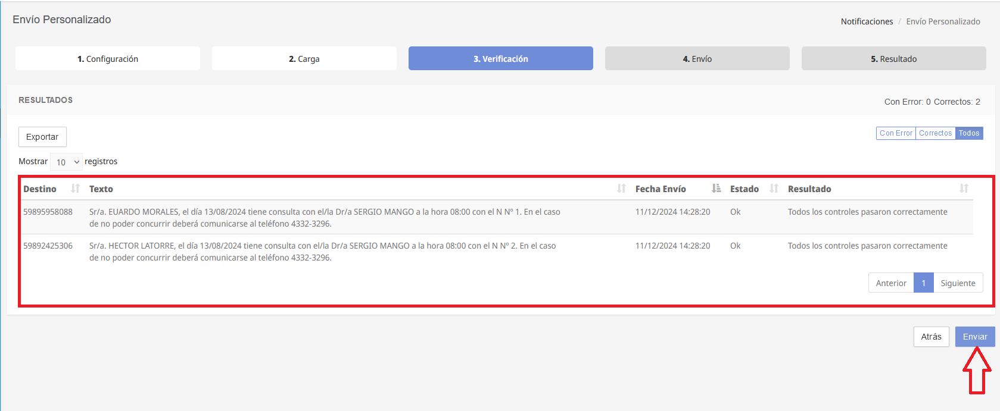 Envío Personalizado
Notificaciones / Envío Personalizado
1. Configuración
2. Carga
3. Verificación
4. Envío
5. Resultado
RESULTADOS
Con Error: 0 Correctos: 2
Exportar
Con Error Correctos Todos
Mostrar 10 registros
Destino Texto Fecha Envío Estado Resultado
59895958088 Sr/a. EUARDO MORALES, el día 13/08/2024 tiene consulta con el/la Dr/a SERGIO MANGO a la hora 08:00 con el N Nº 1. En el caso 11/12/2024 14:28:20 Ok Todos los controles pasaron correctamente
de no poder concurrir deberá comunicarse al teléfono 4332-3296.
59892425306 Sr/a. HECTOR LATORRE, el día 13/08/2024 tiene consulta con el/la Dr/a SERGIO MANGO a la hora 08:00 con el N Nº 2. En el caso 11/12/2024 14:28:20 Ok Todos los controles pasaron correctamente
de no poder concurrir deberá comunicarse al teléfono 4332-3296.
Anterior 1 Siguiente
Atrás Enviar